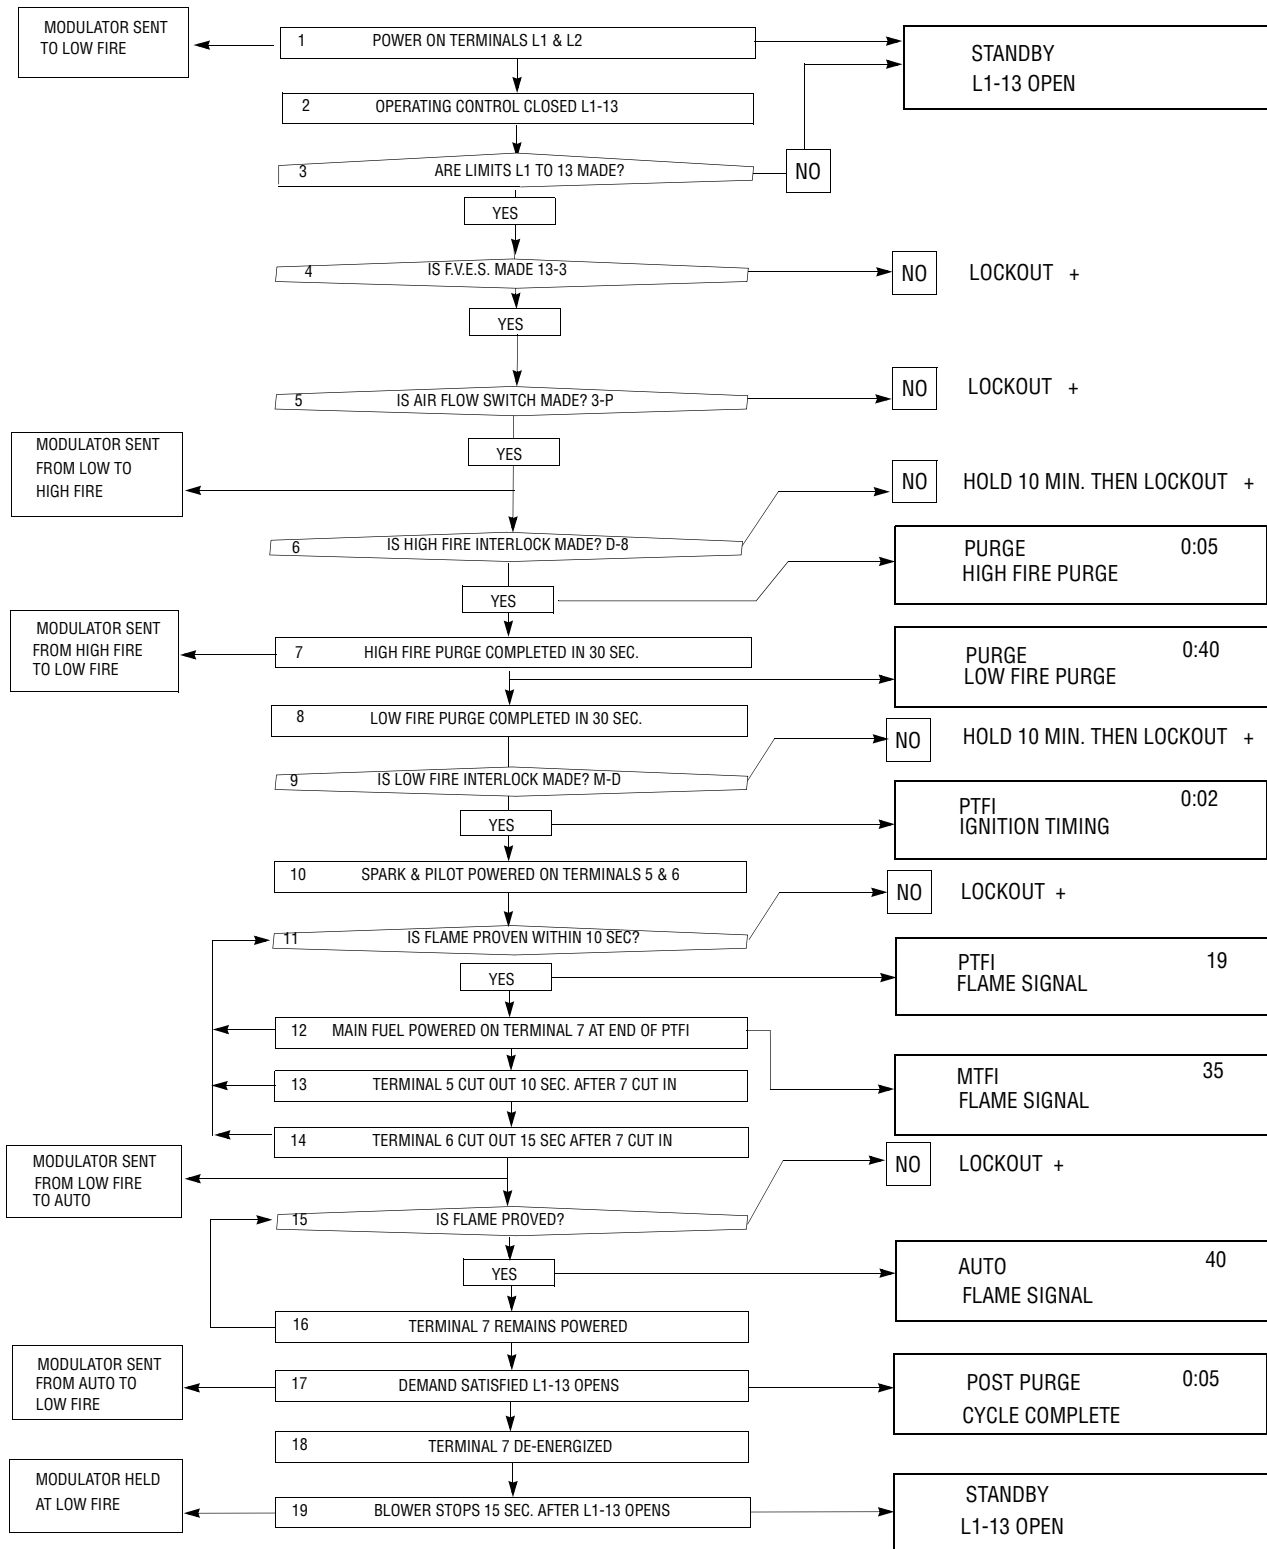 MODULATOR SENT
TO LOW FIRE
1 POWER ON TERMINALS L1 & L2
STANDBY
L1-13 OPEN
2 OPERATING CONTROL CLOSED L1-13
3 ARE LIMITS L1 TO 13 MADE?
NO
YES
4 IS F.V.E.S. MADE 13-3
NO LOCKOUT +
YES
5 IS AIR FLOW SWITCH MADE? 3-P
NO LOCKOUT +
YES
MODULATOR SENT
FROM LOW TO
HIGH FIRE
NO HOLD 10 MIN. THEN LOCKOUT +
6 IS HIGH FIRE INTERLOCK MADE? D-8
PURGE 0:05
HIGH FIRE PURGE
YES
MODULATOR SENT
FROM HIGH FIRE
TO LOW FIRE
7 HIGH FIRE PURGE COMPLETED IN 30 SEC.
PURGE 0:40
LOW FIRE PURGE
8 LOW FIRE PURGE COMPLETED IN 30 SEC.
NO HOLD 10 MIN. THEN LOCKOUT +
9 IS LOW FIRE INTERLOCK MADE? M-D
YES
PTFI 0:02
IGNITION TIMING
10 SPARK & PILOT POWERED ON TERMINALS 5 & 6
NO LOCKOUT +
11 IS FLAME PROVEN WITHIN 10 SEC?
YES
PTFI 19
FLAME SIGNAL
12 MAIN FUEL POWERED ON TERMINAL 7 AT END OF PTFI
13 TERMINAL 5 CUT OUT 10 SEC. AFTER 7 CUT IN
MTFI 35
FLAME SIGNAL
14 TERMINAL 6 CUT OUT 15 SEC AFTER 7 CUT IN
MODULATOR SENT
FROM LOW FIRE
TO AUTO
NO LOCKOUT +
15 IS FLAME PROVED?
YES
AUTO 40
FLAME SIGNAL
16 TERMINAL 7 REMAINS POWERED
MODULATOR SENT
FROM AUTO TO
LOW FIRE
17 DEMAND SATISFIED L1-13 OPENS
POST PURGE 0:05
CYCLE COMPLETE
18 TERMINAL 7 DE-ENERGIZED
MODULATOR HELD
AT LOW FIRE
19 BLOWER STOPS 15 SEC. AFTER L1-13 OPENS
STANDBY
L1-13 OPEN